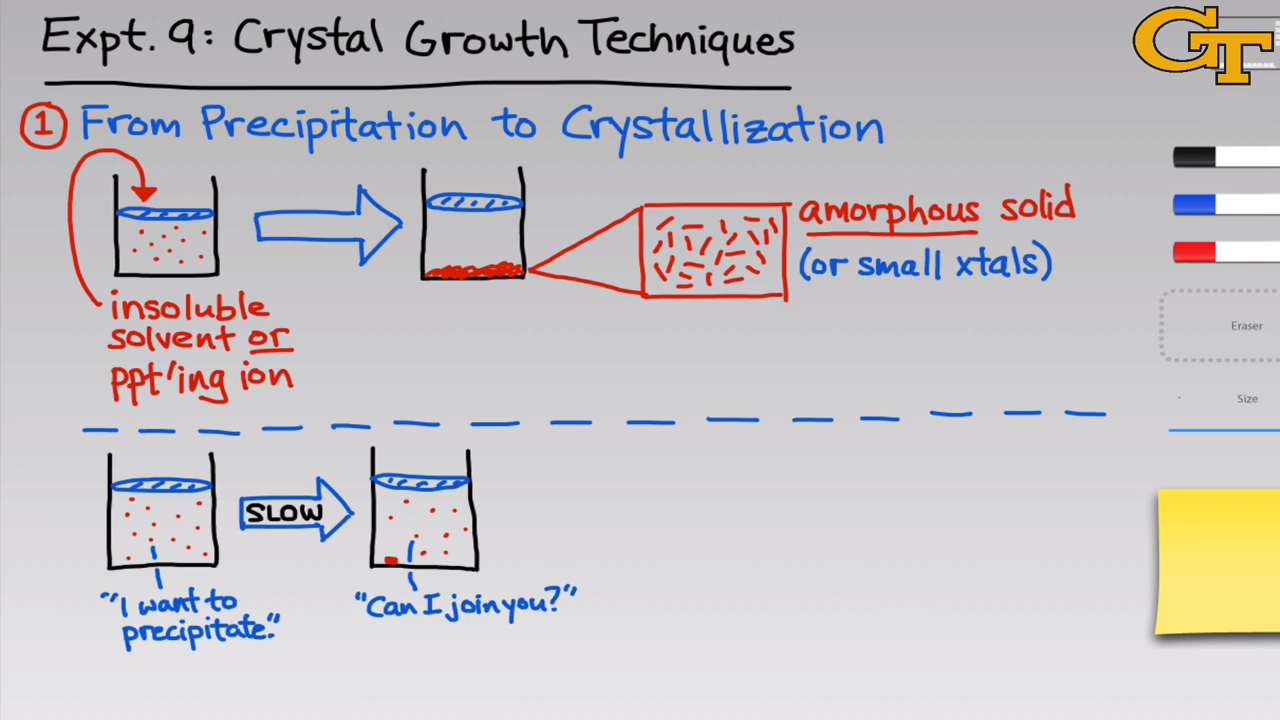 Expt. 9: Crystal Growth Techniques
GT
1 From Precipitation to Crystallization
amorphous solid
(or small xtals)
insoluble
solvent or
ppt'ing ion
Eraser
Size
SLOW
"I want to
precipitate."
"Can I join you?"